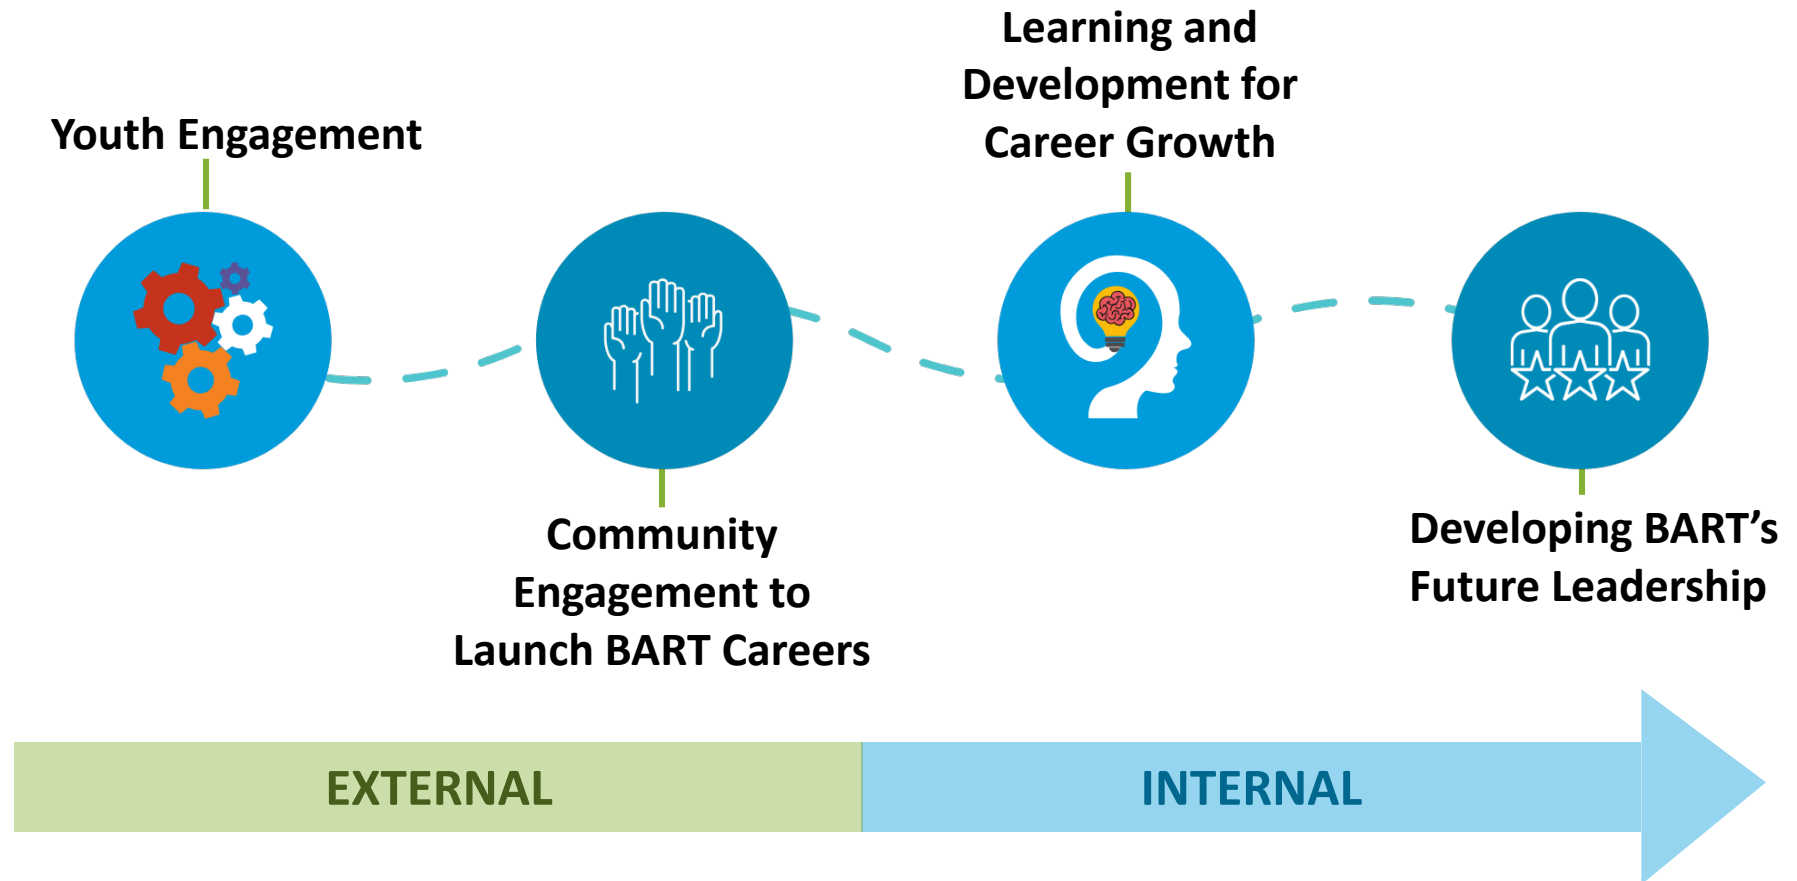 Youth Engagement
Community
Engagement to
Launch BART Careers
Learning and
Development for
Career Growth
Developing BART’s
Future Leadership
EXTERNAL
INTERNAL